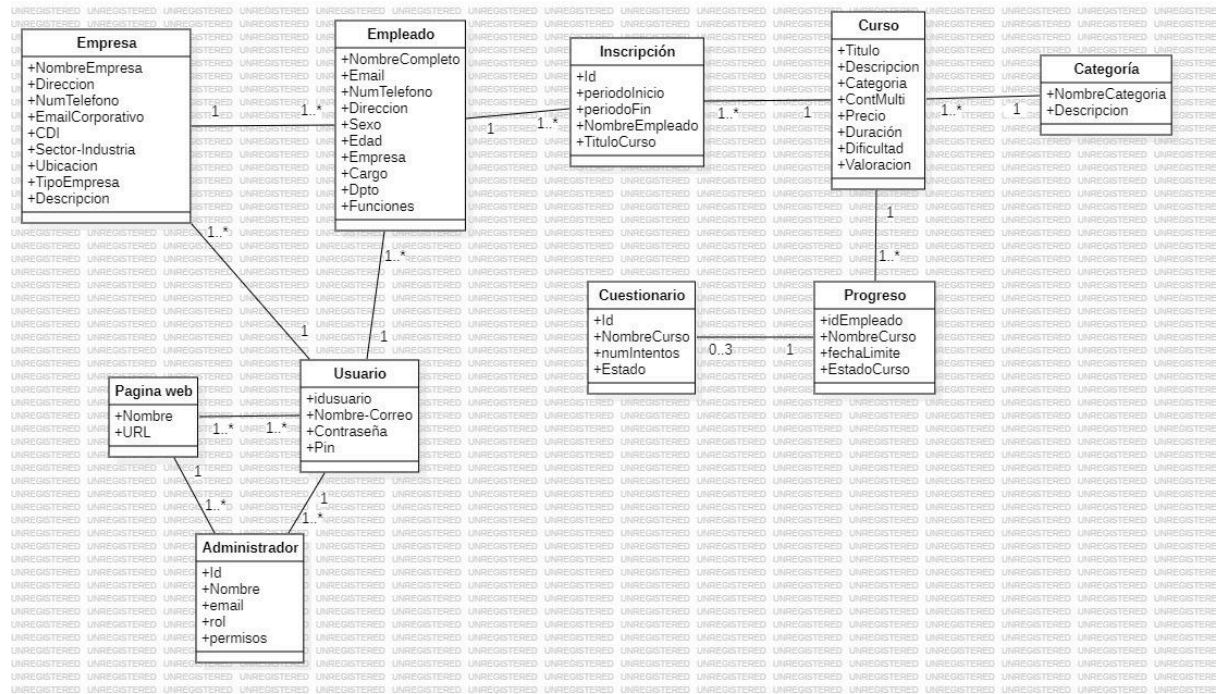 Empresa
+NombreEmpresa
+Direccion
+NumTelefono
+EmailCorporativo
+CDI
+Sector-Industria
+Ubicacion
+TipoEmpresa
+Descripcion
1
1..*
Empleado
+NombreCompleto
+Email
+NumTelefono
+Direccion
+Sexo
+Edad
+Empresa
+Cargo
+Dpto
+Funciones
1
1..*
Inscripción
+Id
+periodoInicio
+periodoFin
+NombreEmpleado
+TituloCurso
1..*
1
Curso
+Titulo
+Descripcion
+Categoria
+ContMulti
+Precio
+Duración
+Dificultad
+Valoracion
1..*
1
Categoría
+NombreCategoria
+Descripcion
1..*
1
1..*
1
1
1..*
Cuestionario
+Id
+NombreCurso
+numIntentos
+Estado
0..3
1
Progreso
+idEmpleado
+NombreCurso
+fechaLimite
+EstadoCurso
Pagina web
+Nombre
+URL
1..*
1..*
Usuario
+idusuario
+Nombre-Correo
+Contraseña
+Pin
1
1..*
1
1..*
Administrador
+Id
+Nombre
+email
+rol
+permisos
UNREGISTERED